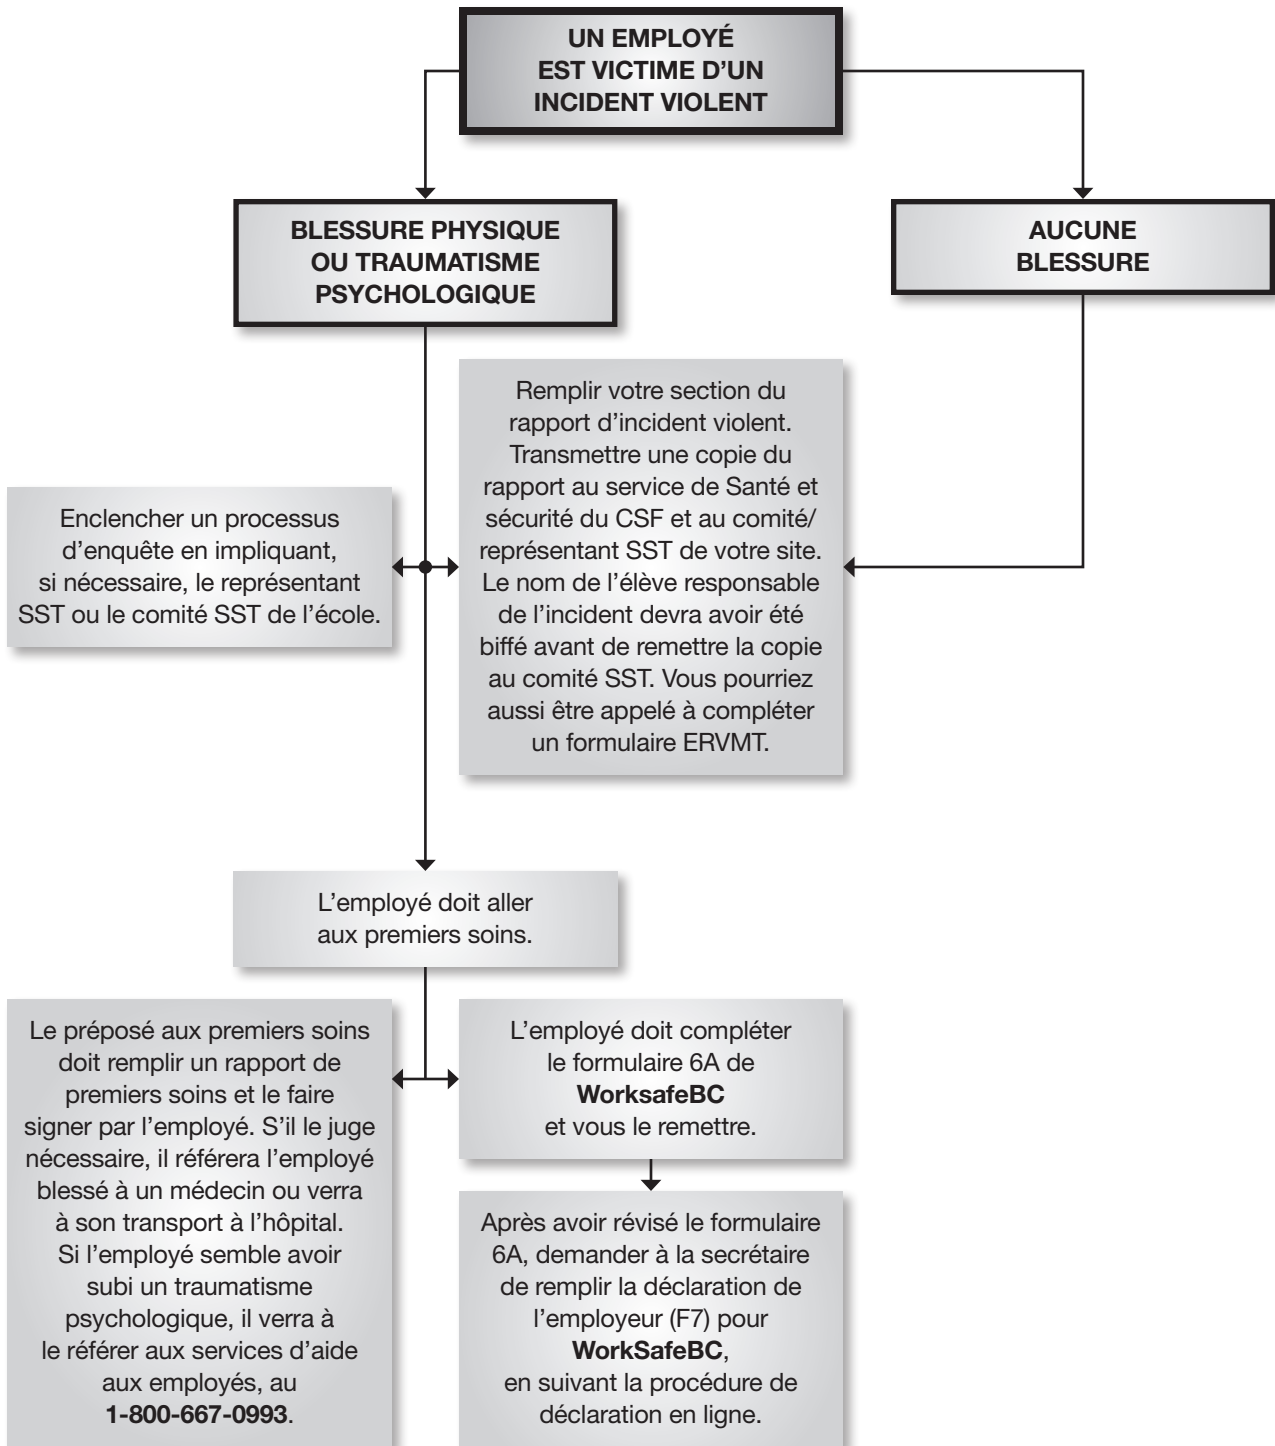 UN EMPLOYÉ
EST VICTIME D'UN
INCIDENT VIOLENT
BLESSURE PHYSIQUE
OU TRAUMATISME
PSYCHOLOGIQUE
AUCUNE
BLESSURE
Enclencher un processus
d'enquête en impliquant,
si nécessaire, le représentant
SST ou le comité SST de l'école.
Remplir votre section du
rapport d'incident violent.
Transmettre une copie du
rapport au service de Santé et
sécurité du CSF et au comité/
représentant SST de votre site.
Le nom de l'élève responsable
de l'incident devra avoir été
biffé avant de remettre la copie
au comité SST. Vous pourriez
aussi être appelé à compléter
un formulaire ERVMT.
L'employé doit aller
aux premiers soins.
Le préposé aux premiers soins
doit remplir un rapport de
premiers soins et le faire
signer par l'employé. S'il le juge
nécessaire, il référera l'employé
blessé à un médecin ou verra
à son transport à l'hôpital.
Si l'employé semble avoir
subi un traumatisme
psychologique, il verra à
le référer aux services d'aide
aux employés, au
1-800-667-0993.
L'employé doit compléter
le formulaire 6A de
WorksafeBC
et vous le remettre.
Après avoir révisé le formulaire
6A, demander à la secrétaire
de remplir la déclaration de
l'employeur (F7) pour
WorkSafeBC,
en suivant la procédure de
déclaration en ligne.